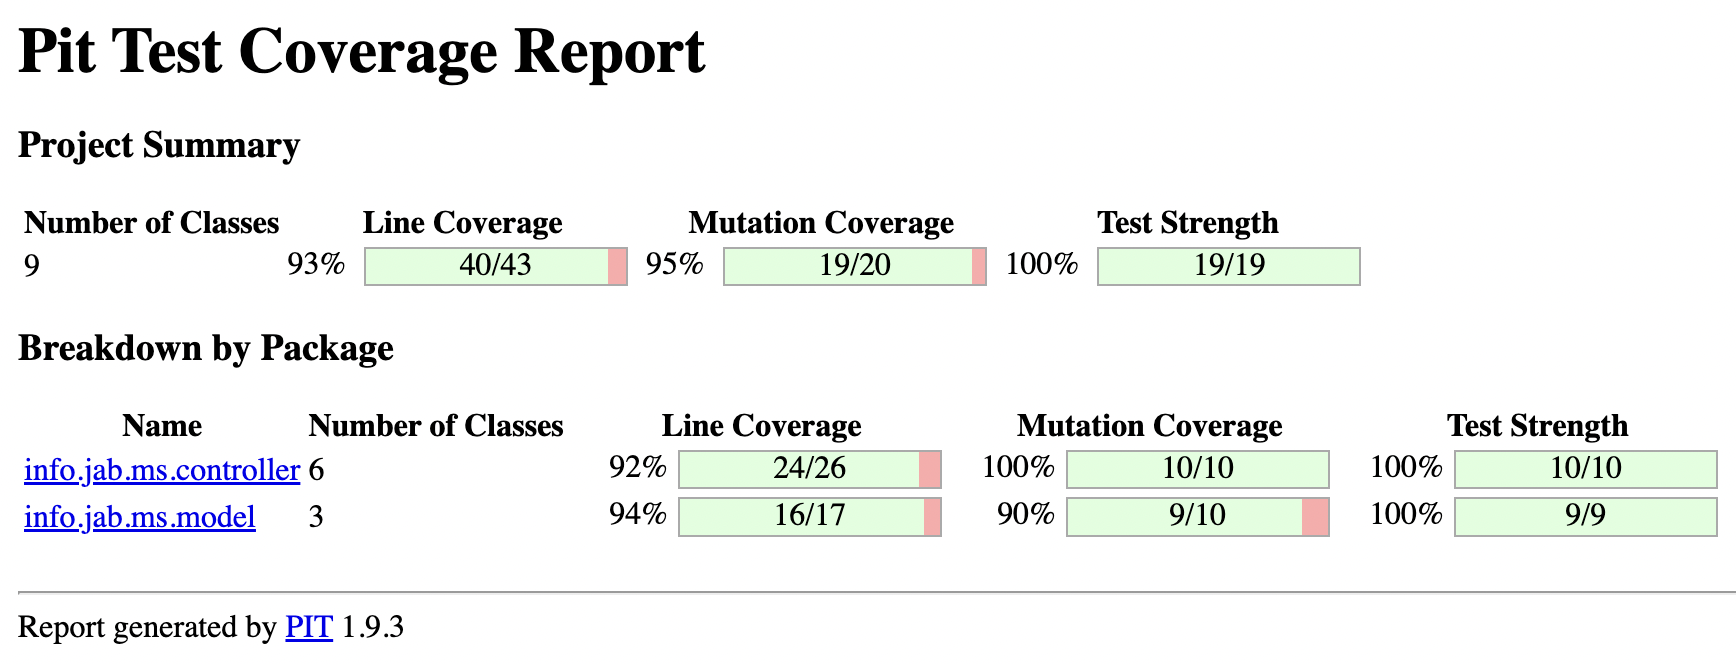 Pit Test Coverage Report
Project Summary
Number of Classes Line Coverage Mutation Coverage Test Strength
9 93% 40/43 95% 19/20 100% 19/19
Breakdown by Package
Name Number of Classes Line Coverage Mutation Coverage Test Strength
info.jab.ms.controller 6 92% 24/26 100% 10/10 100% 10/10
info.jab.ms.model 3 94% 16/17 90% 9/10 100% 9/9
Report generated by PIT 1.9.3